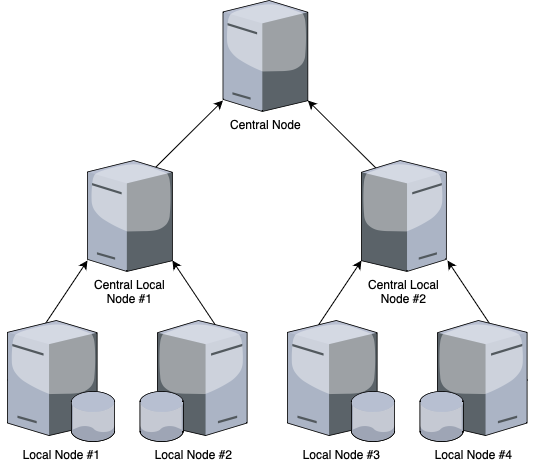 Central Node
Central Local
Node #1
Central Local
Node #2
Local Node #1
Local Node #2
Local Node #3
Local Node #4